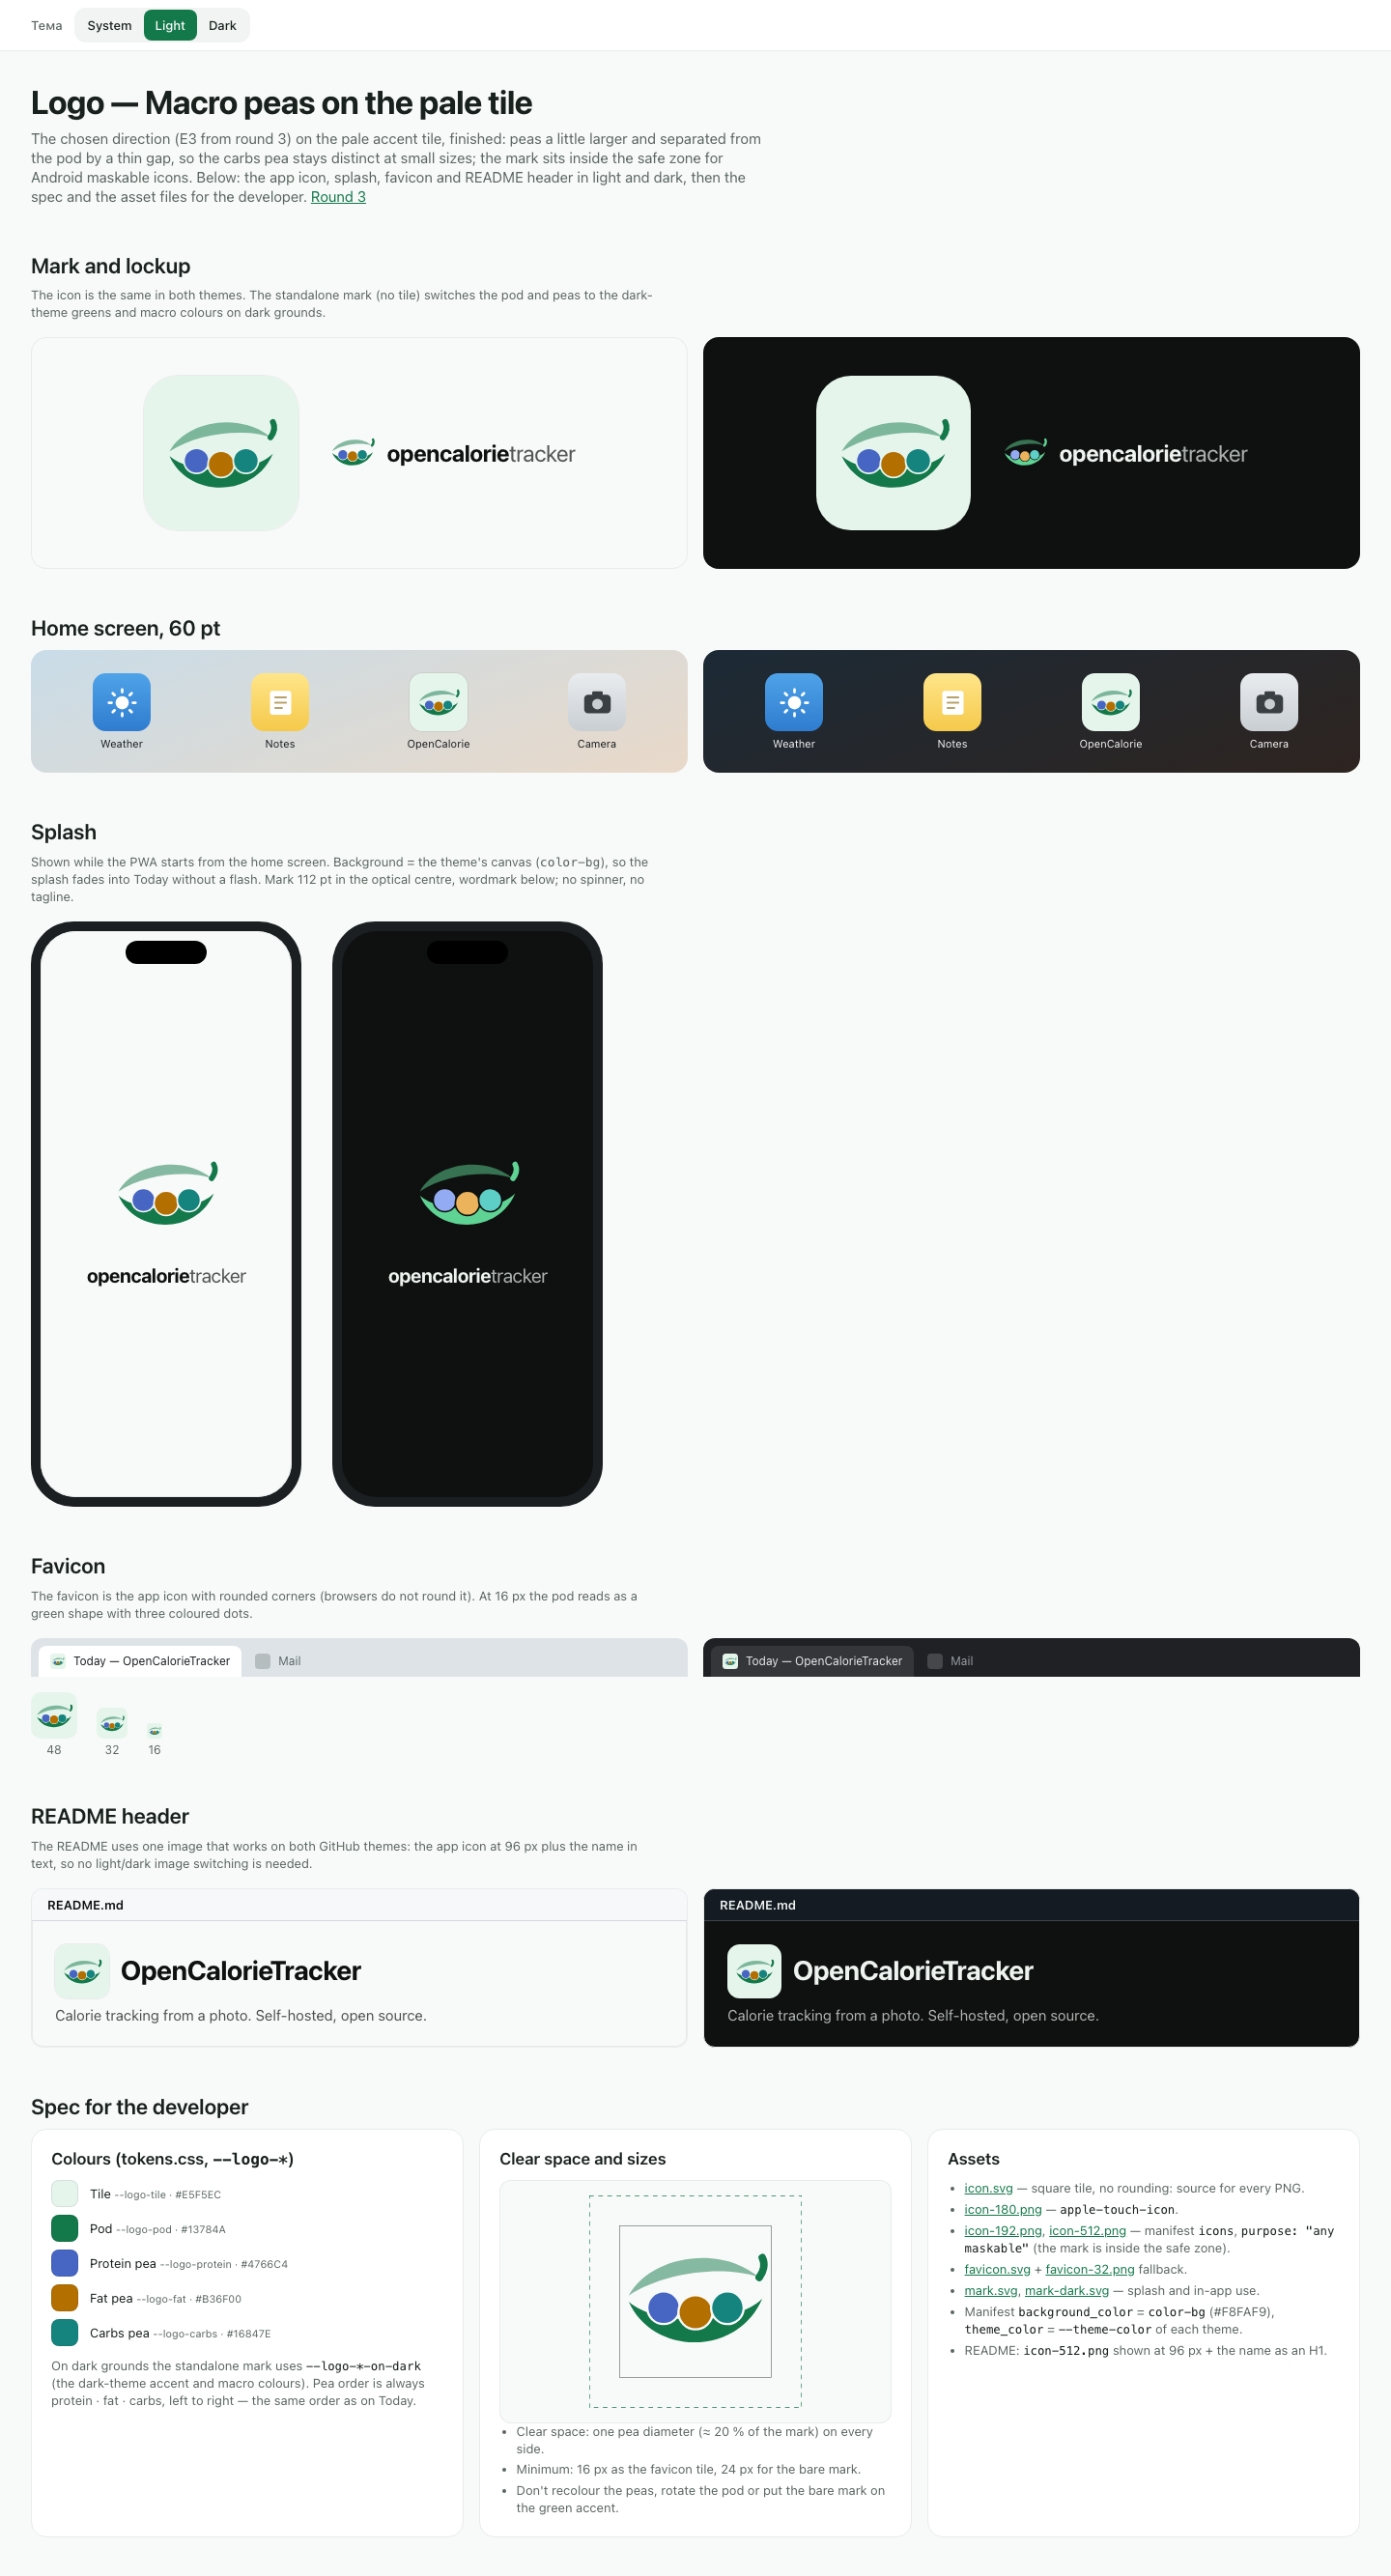 Тема System Light Dark
Logo — Macro peas on the pale tile
The chosen direction (E3 from round 3) on the pale accent tile, finished: peas a little larger and separated from
the pod by a thin gap, so the carbs pea stays distinct at small sizes; the mark sits inside the safe zone for
Android maskable icons. Below: the app icon, splash, favicon and README header in light and dark, then the
spec and the asset files for the developer. Round 3
Mark and lockup
The icon is the same in both themes. The standalone mark (no tile) switches the pod and peas to the dark-
theme greens and macro colours on dark grounds.
opencalorietracker
opencalorietracker
Home screen, 60 pt
Weather Notes OpenCalorie Camera
Weather Notes OpenCalorie Camera
Splash
Shown while the PWA starts from the home screen. Background = the theme's canvas (color-bg), so the
splash fades into Today without a flash. Mark 112 pt in the optical centre, wordmark below; no spinner, no
tagline.
opencalorietracker
opencalorietracker
Favicon
The favicon is the app icon with rounded corners (browsers do not round it). At 16 px the pod reads as a
green shape with three coloured dots.
Today — OpenCalorieTracker Mail
Today — OpenCalorieTracker Mail
48 32 16
README header
The README uses one image that works on both GitHub themes: the app icon at 96 px plus the name in
text, so no light/dark image switching is needed.
README.md
OpenCalorieTracker
Calorie tracking from a photo. Self-hosted, open source.
README.md
OpenCalorieTracker
Calorie tracking from a photo. Self-hosted, open source.
Spec for the developer
Colours (tokens.css, --logo-*)
Tile --logo-tile · #E5F5EC
Pod --logo-pod · #13784A
Protein pea --logo-protein · #4766C4
Fat pea --logo-fat · #B36F00
Carbs pea --logo-carbs · #16847E
On dark grounds the standalone mark uses --logo-*-on-dark
(the dark-theme accent and macro colours). Pea order is always
protein · fat · carbs, left to right — the same order as on Today.
Clear space and sizes
• Clear space: one pea diameter (≈ 20 % of the mark) on every
side.
• Minimum: 16 px as the favicon tile, 24 px for the bare mark.
• Don't recolour the peas, rotate the pod or put the bare mark on
the green accent.
Assets
• icon.svg — square tile, no rounding: source for every PNG.
• icon-180.png — apple-touch-icon.
• icon-192.png, icon-512.png — manifest icons, purpose: "any
maskable" (the mark is inside the safe zone).
• favicon.svg + favicon-32.png fallback.
• mark.svg, mark-dark.svg — splash and in-app use.
• Manifest background_color = color-bg (#F8FAF9),
theme_color = --theme-color of each theme.
• README: icon-512.png shown at 96 px + the name as an H1.